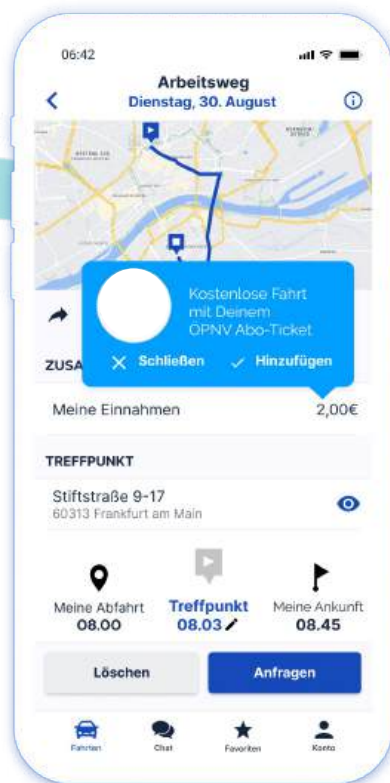 06:42
Arbeitsweg
Dienstag, 30. August
Kostenlose Fahrt
mit Deinem
ÖPNV Abo-Ticket
Schließen Hinzufügen
ZUSA
Meine Einnahmen 2,00€
TREFFPUNKT
Stiftstraße 9-17
60313 Frankfurt am Main
Meine Abfahrt Treffpunkt Meine Ankunft
08.00 08.03 08.45
Löschen Anfragen
Fahrten Chat Favoriten Konto